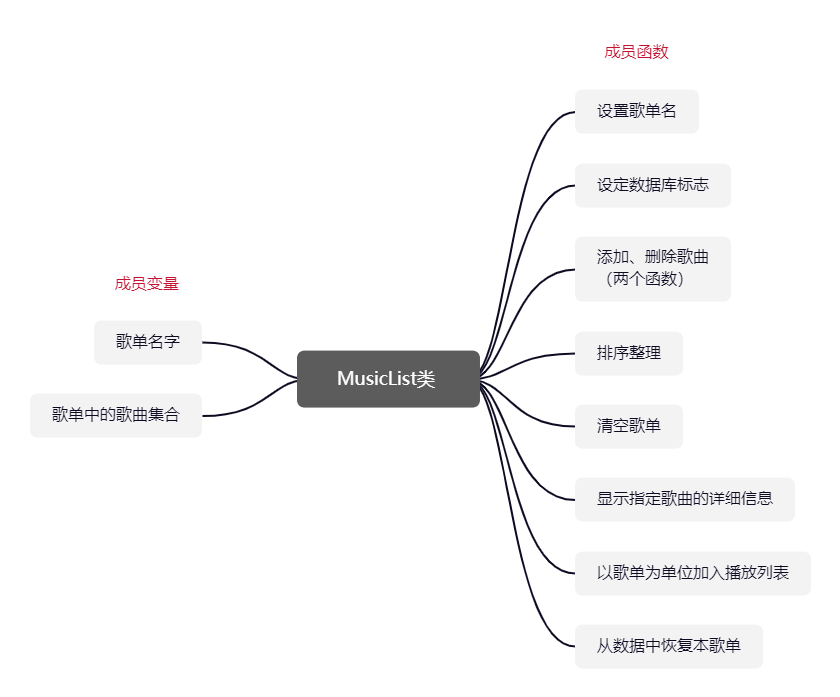 成员变量
歌单名字
歌单中的歌曲集合
MusicList类
成员函数
设置歌单名
设定数据库标志
添加、删除歌曲
（两个函数）
排序整理
清空歌单
显示指定歌曲的详细信息
以歌单为单位加入播放列表
从数据中恢复本歌单